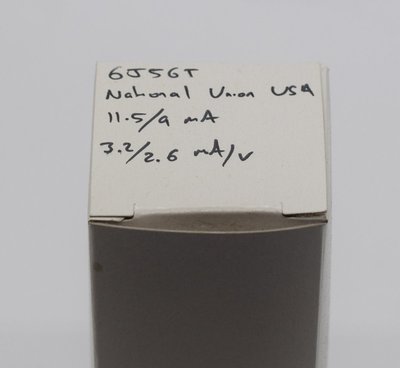 6J5GT
National Union USA
11.5/9 mA
3.2/2.6 mA/V